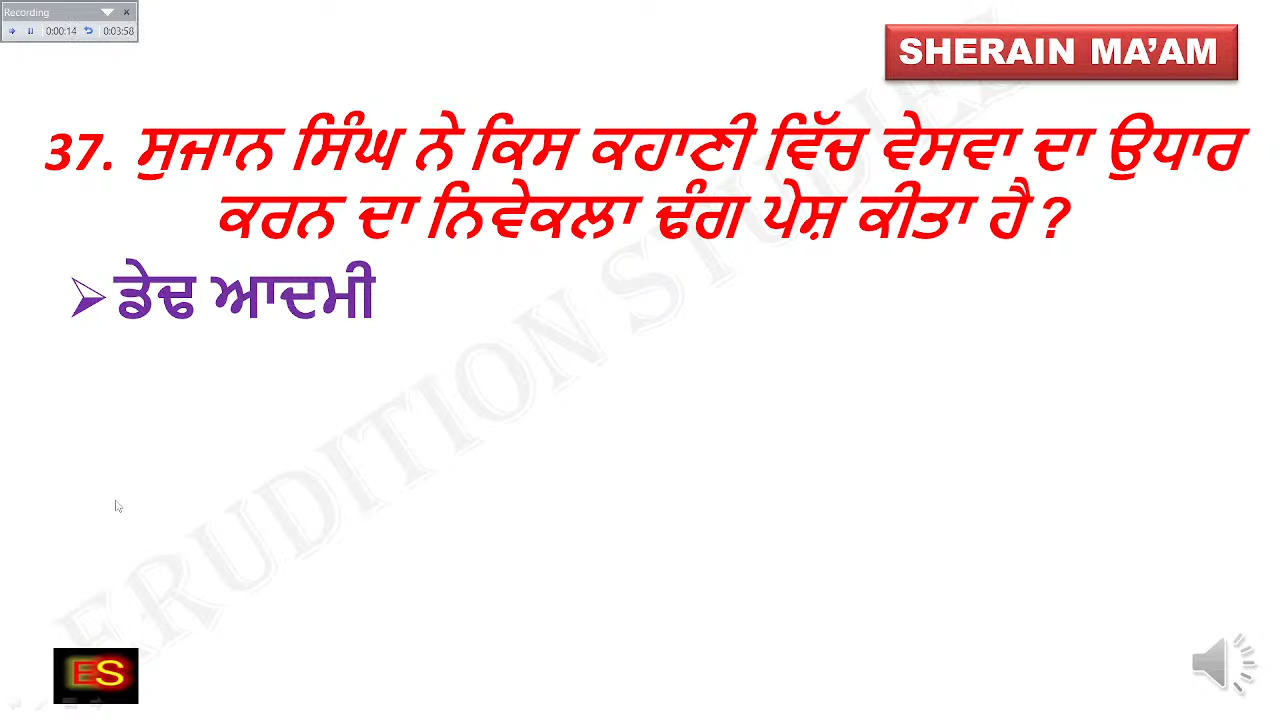 Recording
0:00:14 0:03:58
SHERAIN MA’AM
37. ਸੁਜਾਨ ਸਿੰਘ ਨੇ ਕਿਸ ਕਹਾਣੀ ਵਿੱਚ ਵੇਸਵਾ ਦਾ ਉਧਾਰ
ਕਰਨ ਦਾ ਨਿਵੇਕਲਾ ਢੰਗ ਪੇਸ਼ ਕੀਤਾ ਹੈ ?
ਡੇਢ ਆਦਮੀ
ERUDITION STUDIES
ES